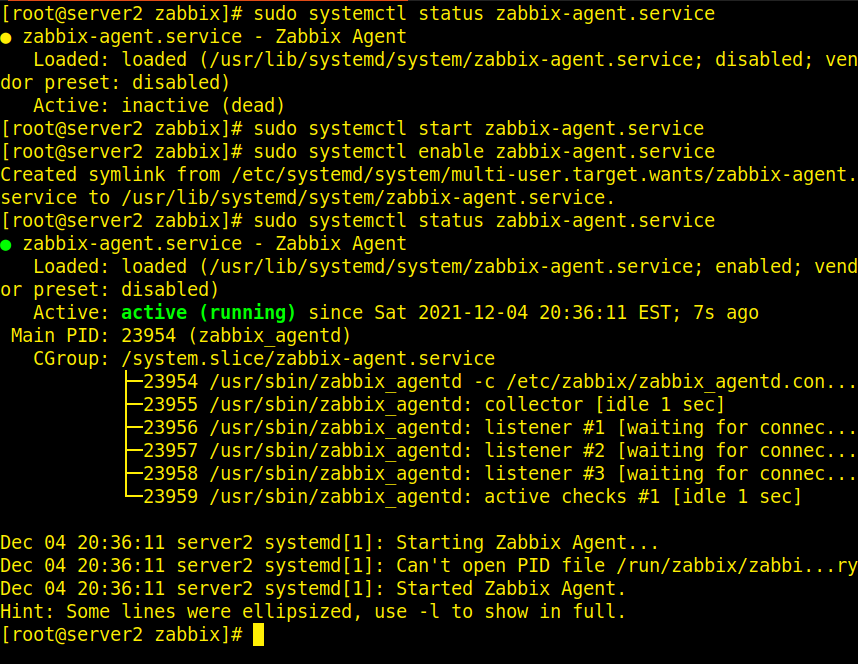 [root@server2 zabbix]# sudo systemctl status zabbix-agent.service
● zabbix-agent.service - Zabbix Agent
   Loaded: loaded (/usr/lib/systemd/system/zabbix-agent.service; disabled; ven
dor preset: disabled)
   Active: inactive (dead)
[root@server2 zabbix]# sudo systemctl start zabbix-agent.service
[root@server2 zabbix]# sudo systemctl enable zabbix-agent.service
Created symlink from /etc/systemd/system/multi-user.target.wants/zabbix-agent.
service to /usr/lib/systemd/system/zabbix-agent.service.
[root@server2 zabbix]# sudo systemctl status zabbix-agent.service
● zabbix-agent.service - Zabbix Agent
   Loaded: loaded (/usr/lib/systemd/system/zabbix-agent.service; enabled; vend
or preset: disabled)
   Active: active (running) since Sat 2021-12-04 20:36:11 EST; 7s ago
 Main PID: 23954 (zabbix_agentd)
   CGroup: /system.slice/zabbix-agent.service
           ├─23954 /usr/sbin/zabbix_agentd -c /etc/zabbix/zabbix_agentd.con...
           ├─23955 /usr/sbin/zabbix_agentd: collector [idle 1 sec]
           ├─23956 /usr/sbin/zabbix_agentd: listener #1 [waiting for connec...
           ├─23957 /usr/sbin/zabbix_agentd: listener #2 [waiting for connec...
           ├─23958 /usr/sbin/zabbix_agentd: listener #3 [waiting for connec...
           └─23959 /usr/sbin/zabbix_agentd: active checks #1 [idle 1 sec]

Dec 04 20:36:11 server2 systemd[1]: Starting Zabbix Agent...
Dec 04 20:36:11 server2 systemd[1]: Can't open PID file /run/zabbix/zabbi...ry
Dec 04 20:36:11 server2 systemd[1]: Started Zabbix Agent.
Hint: Some lines were ellipsized, use -l to show in full.
[root@server2 zabbix]#